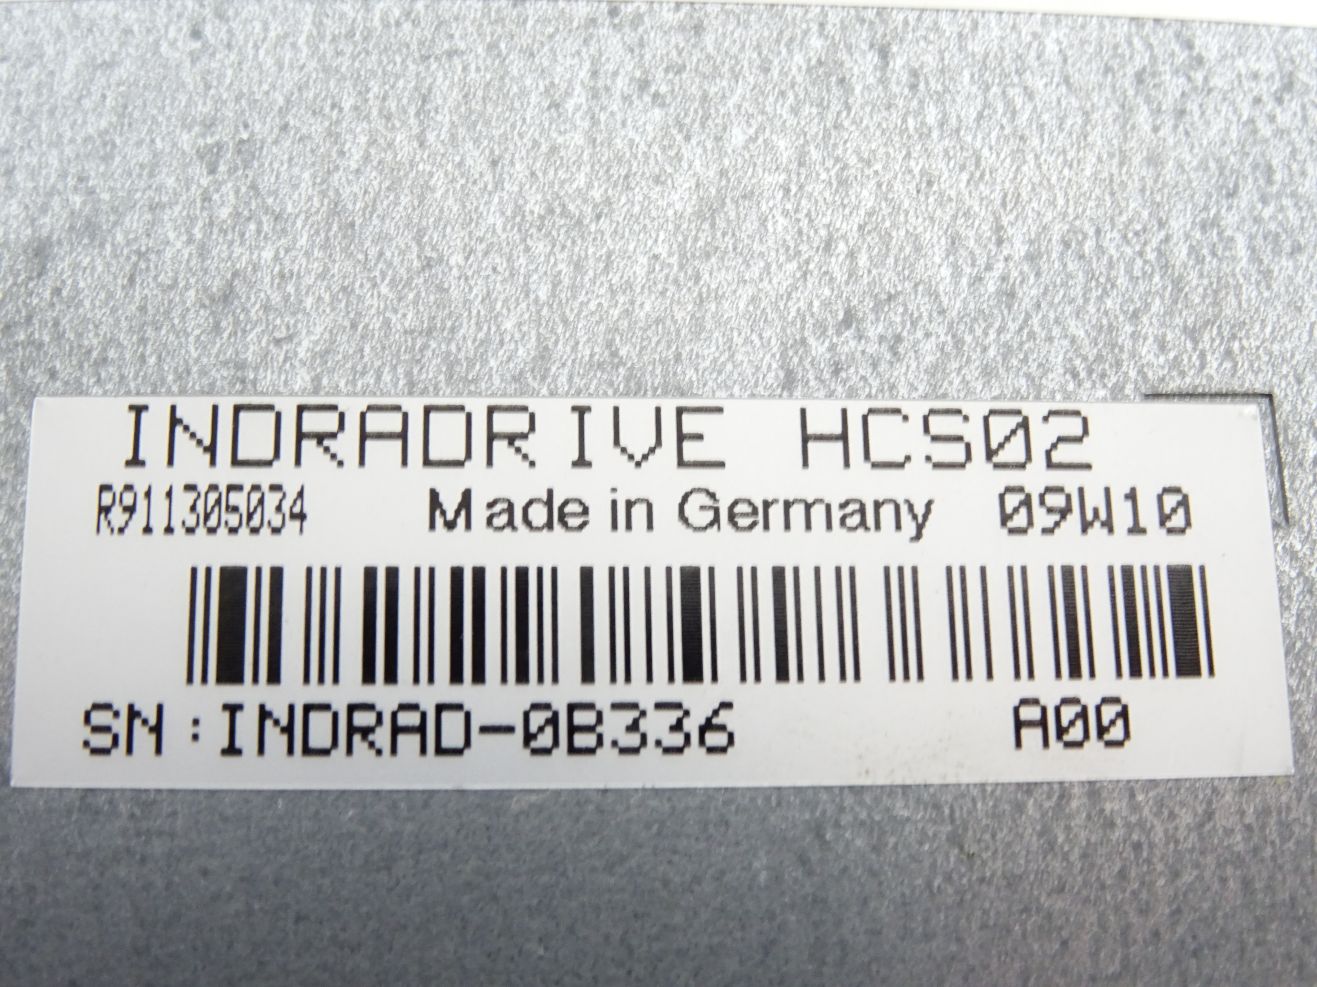 INDRADRIVE HCS02
R911305034 Made in Germany 09W10
SN:INDRAD-0B336 A00